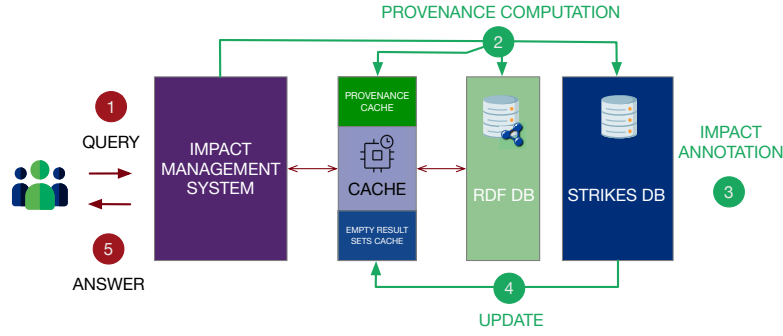 PROVENANCE COMPUTATION
2
1
QUERY
IMPACT
MANAGEMENT
SYSTEM
PROVENANCE
CACHE
CACHE
EMPTY RESULT
SETS CACHE
RDF DB
STRIKES DB
IMPACT
ANNOTATION
3
5
ANSWER
4
UPDATE